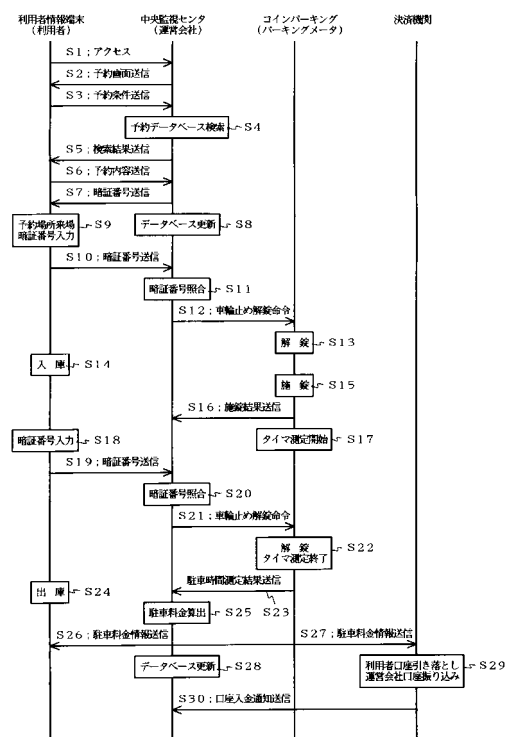 利用者情報端末
（利用者）
中央監視センタ
（運営会社）
コインパーキング
（パーキングメータ）
決済機関
S1；アクセス
S2；予約画面送信
S3；予約条件送信
予約データベース検索
S4
S5；検索結果送信
S6；予約内容送信
S7；暗証番号送信
予約場所来場
暗証番号入力
S9
データベース更新
S8
S10；暗証番号送信
暗証番号照合
S11
S12；車輪止め解錠命令
解 錠
S13
入 庫
S14
施 錠
S15
S16；施錠結果送信
暗証番号入力
S18
タイマ測定開始
S17
S19；暗証番号送信
暗証番号照合
S20
S21；車輪止め解錠命令
解 錠
タイマ測定終了
S22
駐車時間測定結果送信
S23
出 庫
S24
駐車料金算出
S25
S26；駐車料金情報送信
S27；駐車料金情報送信
データベース更新
S28
利用者口座引き落とし
運営会社口座振り込み
S29
S30；口座入金通知送信